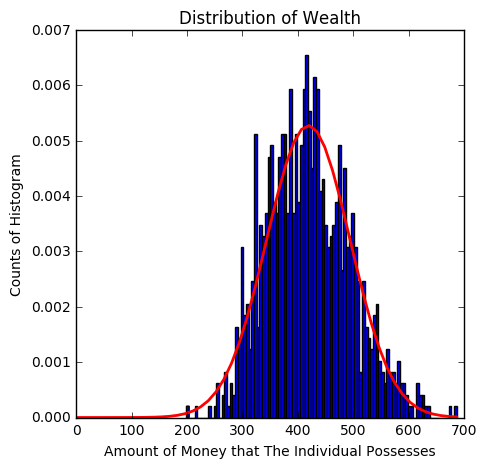 Distribution of Wealth
0.007
0.006
0.005
0.004
0.003
0.002
0.001
0.000
Counts of Histogram
0 100 200 300 400 500 600 700
Amount of Money that The Individual Possesses